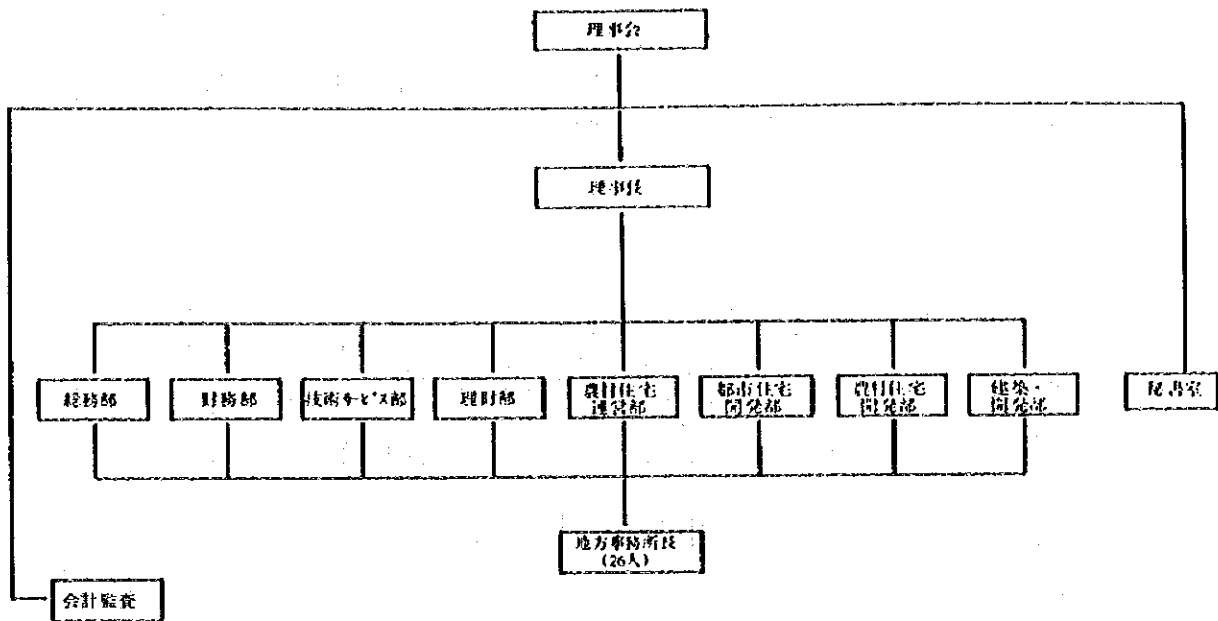 理事会
理事長
総務部
財務部
技術サービス部
理財部
農村住宅
運営部
都市住宅
開発部
農村住宅
開発部
建築・
開発部
秘書室
地方事務所長
(26人)
会計監査